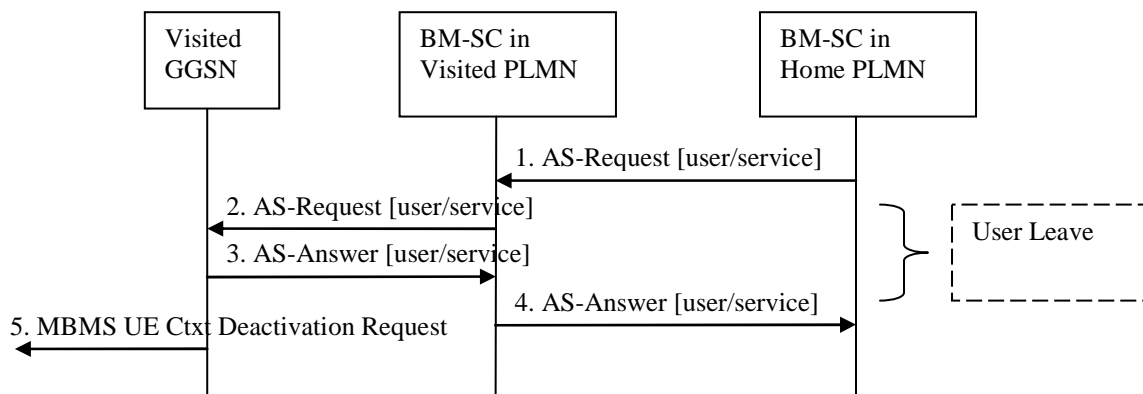 Visited
GGSN
BM-SC in
Visited PLMN
BM-SC in
Home PLMN
1. AS-Request [user/service]
2. AS-Request [user/service]
User Leave
3. AS-Answer [user/service]
4. AS-Answer [user/service]
5. MBMS UE Ctxt Deactivation Request